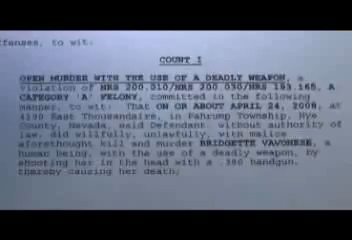 ffenses, to wit:
COUNT I
OPEN MURDER WITH THE USE OF A DEADLY WEAPON, a
violation of NRS 200.010/NRS 200.030/NRS 193.165, A
CATEGORY 'A' FELONY, committed in the following
manner, to wit: That ON OR ABOUT APRIL 24, 2008, at
4190 East Thousandaire, in Pahrump Township, Nye
County, Nevada, said Defendant, without authority of
law, did willfully, unlawfully, with malice
aforethought kill and murder BRIDGETTE VAVONESE, a
human being, with the use of a deadly weapon, by
shooting her in the head with a .380 handgun,
thereby causing her death;